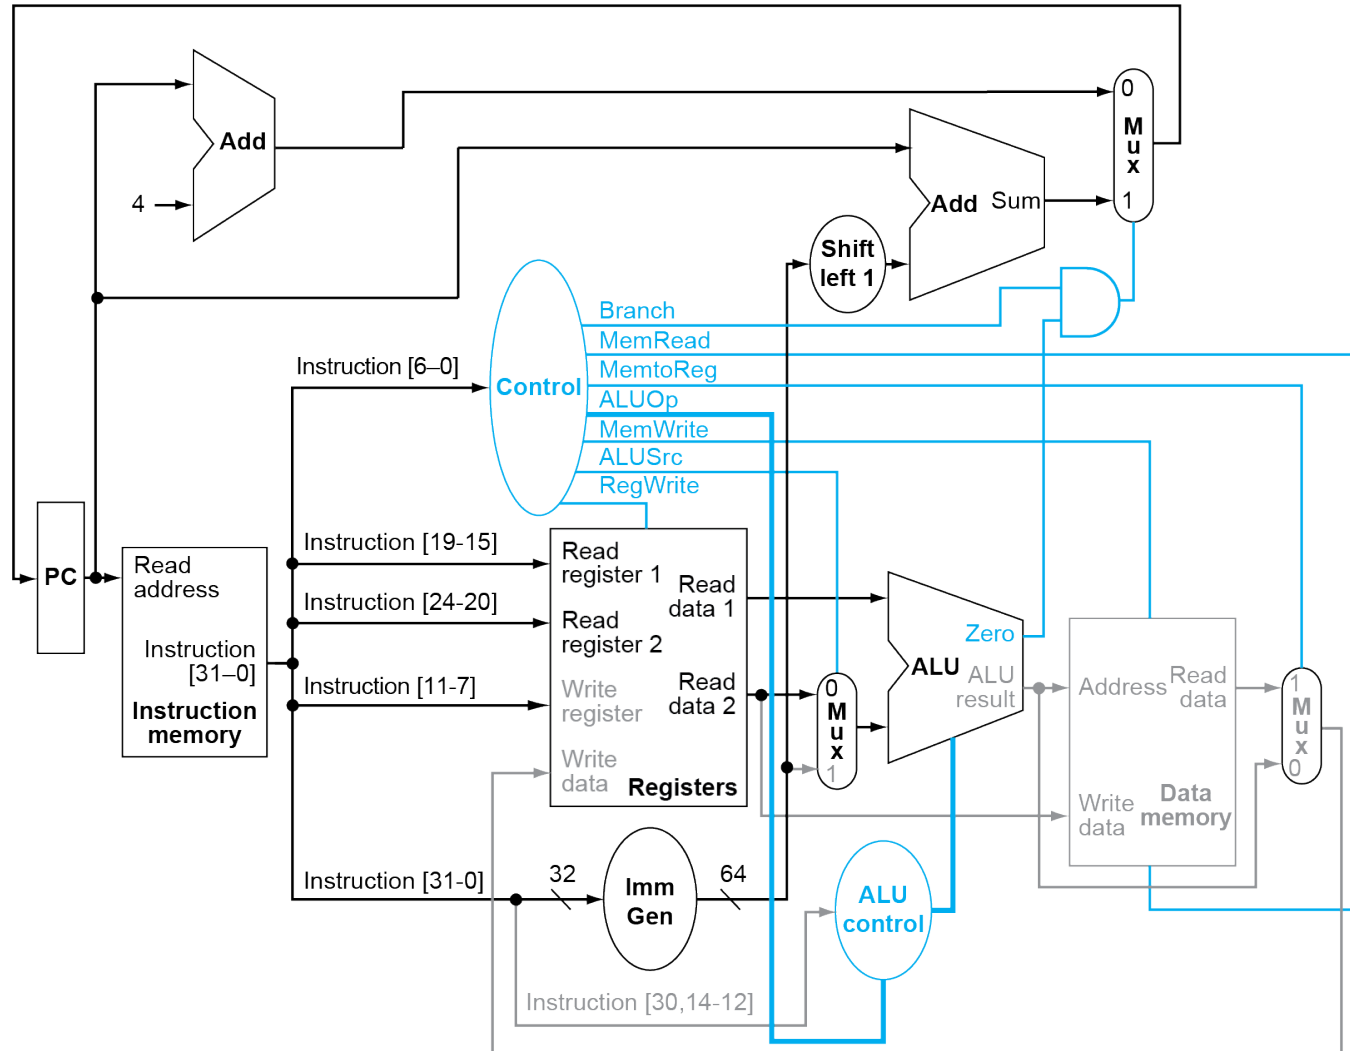 0
M
u
x
1
Add
4
Add Sum
Shift
left 1
Branch
MemRead
MemtoReg
ALUOp
MemWrite
ALUSrc
RegWrite
Control
Instruction [6–0]
PC
Read
address
Instruction
[31–0]
Instruction
memory
Instruction [19-15]
Instruction [24-20]
Instruction [11-7]
Instruction [31-0]
Read
register 1
Read
register 2
Write
register
Write
data
Read
data 1
Read
data 2
Registers
0
M
u
x
1
Zero
ALU
ALU
result
Address
Read
data
Write
data
Data
memory
1
M
u
x
0
32
Imm
Gen
64
ALU
control
Instruction [30,14-12]